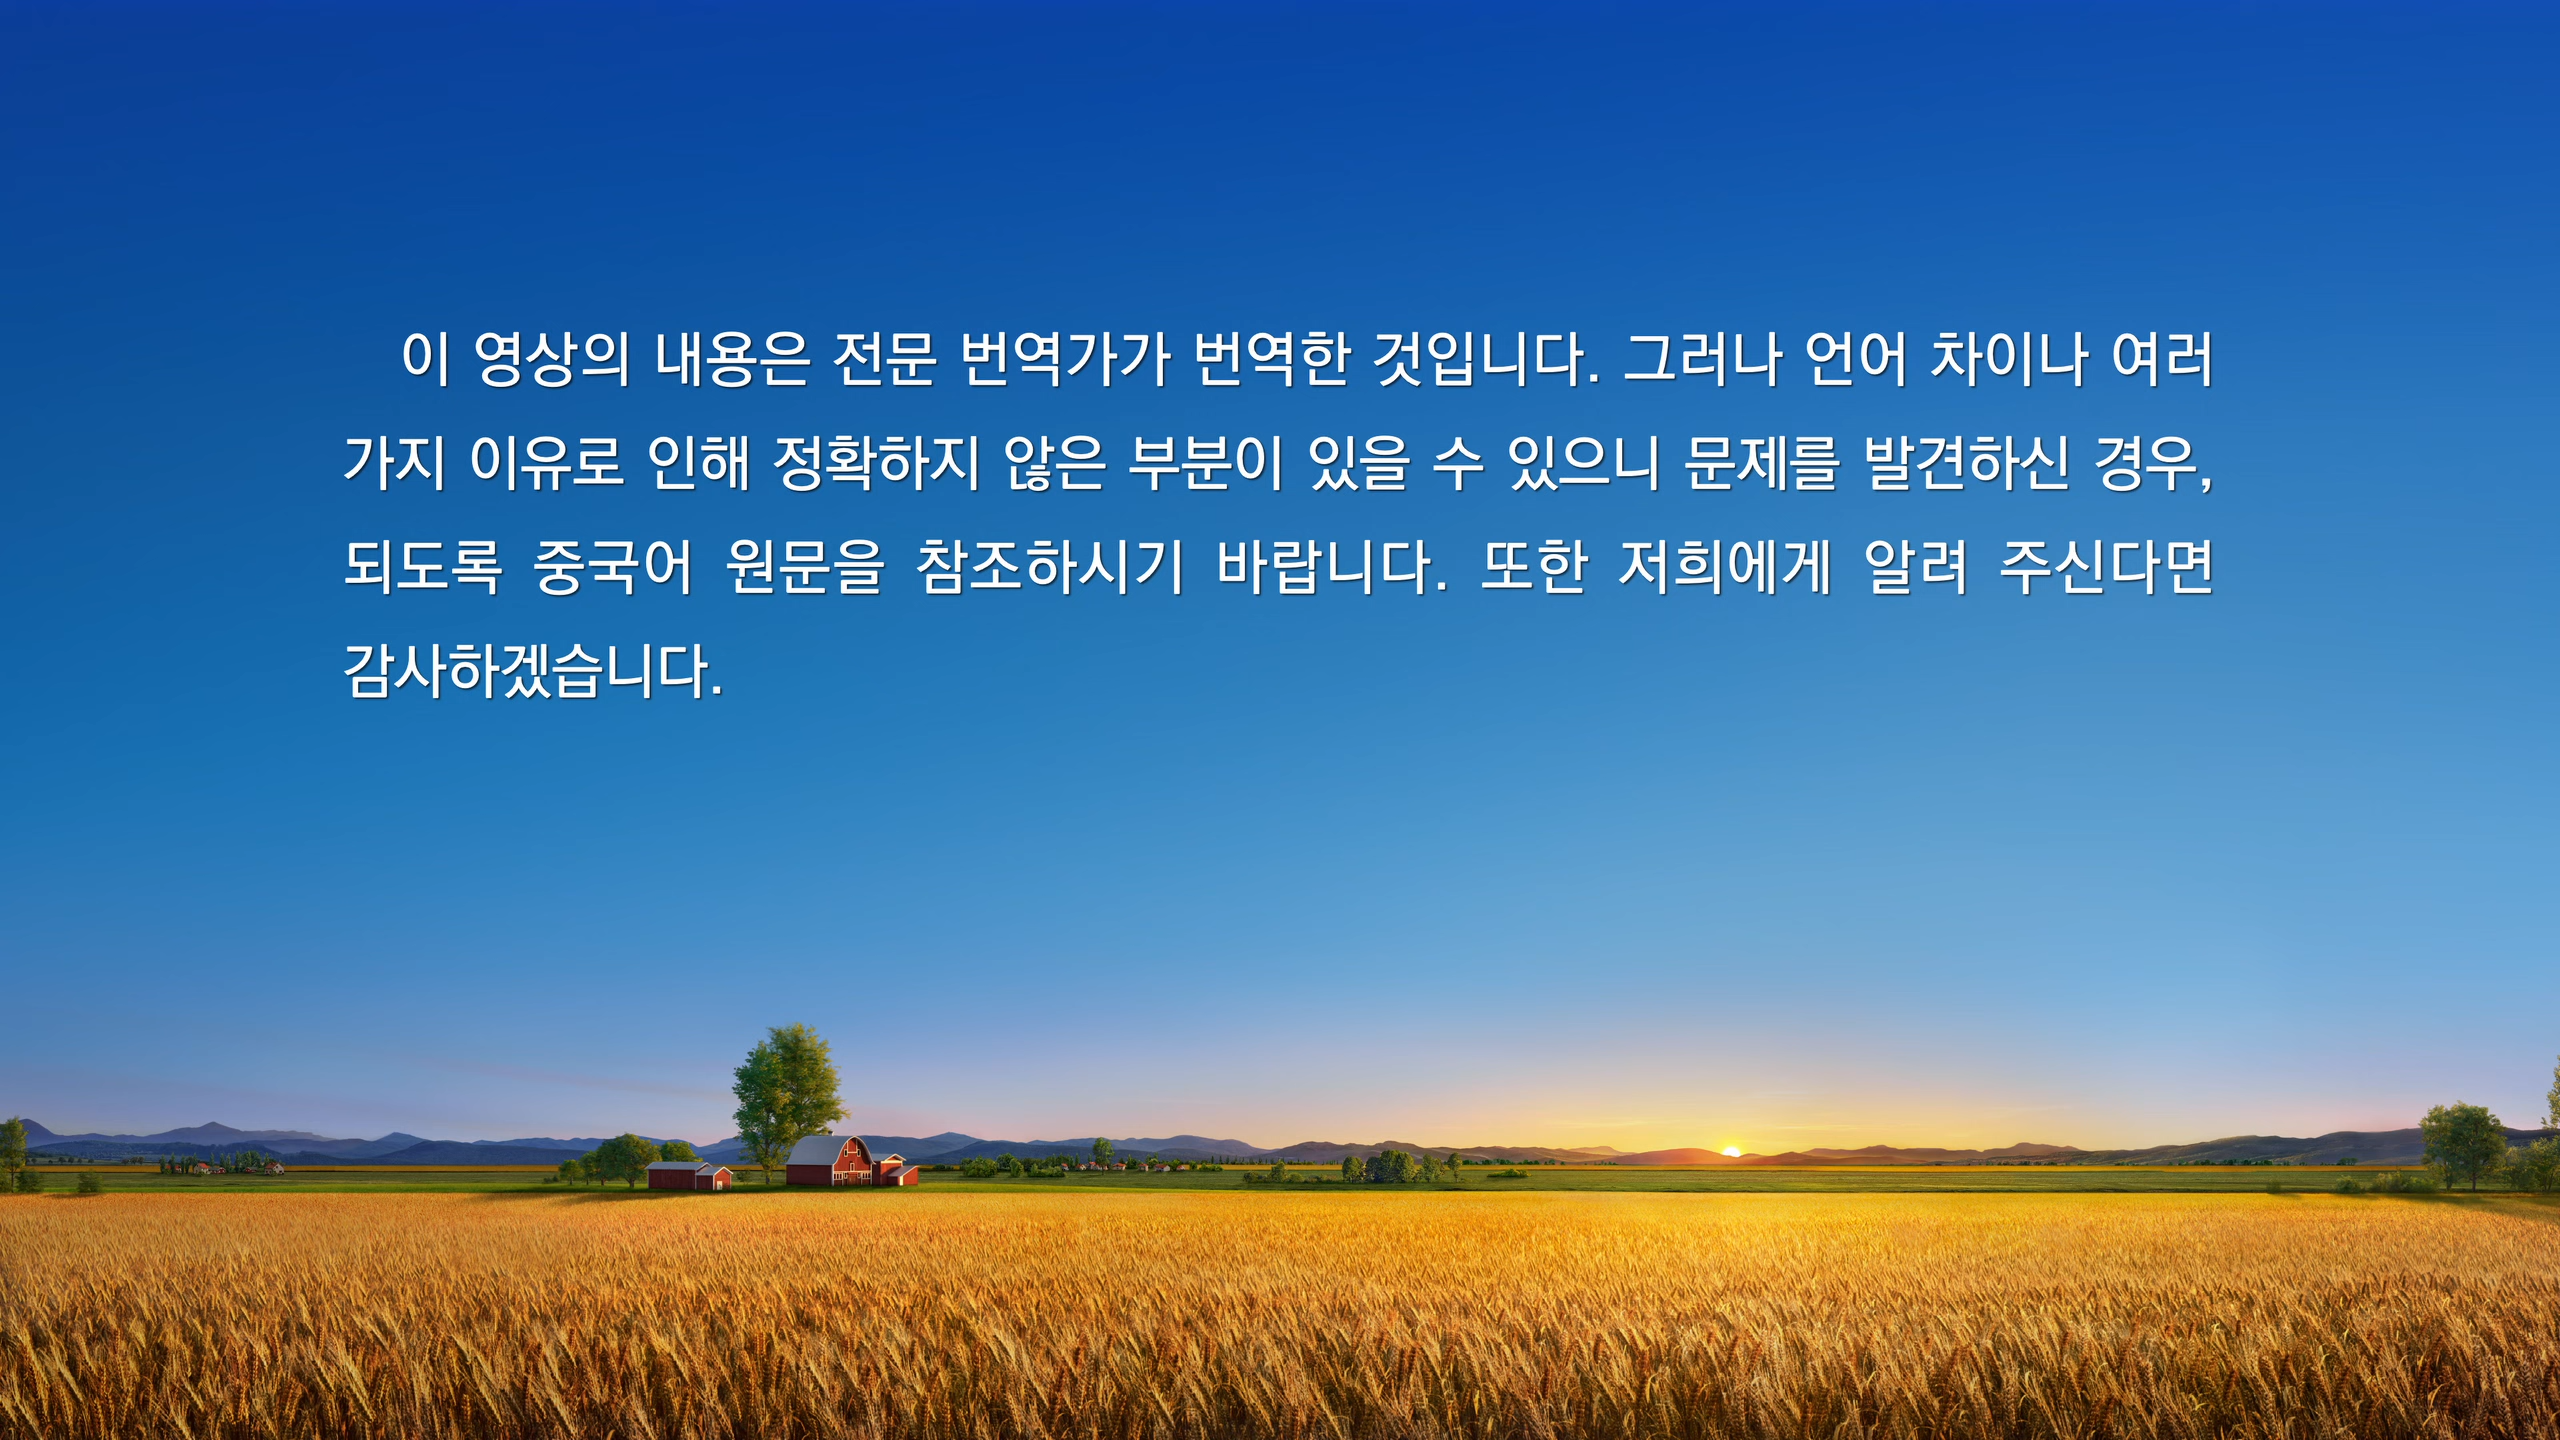 이 영상의 내용은 전문 번역가가 번역한 것입니다. 그러나 언어 차이나 여러
가지 이유로 인해 정확하지 않은 부분이 있을 수 있으니 문제를 발견하신 경우,
되도록 중국어 원문을 참조하시기 바랍니다. 또한 저희에게 알려 주신다면
감사하겠습니다.